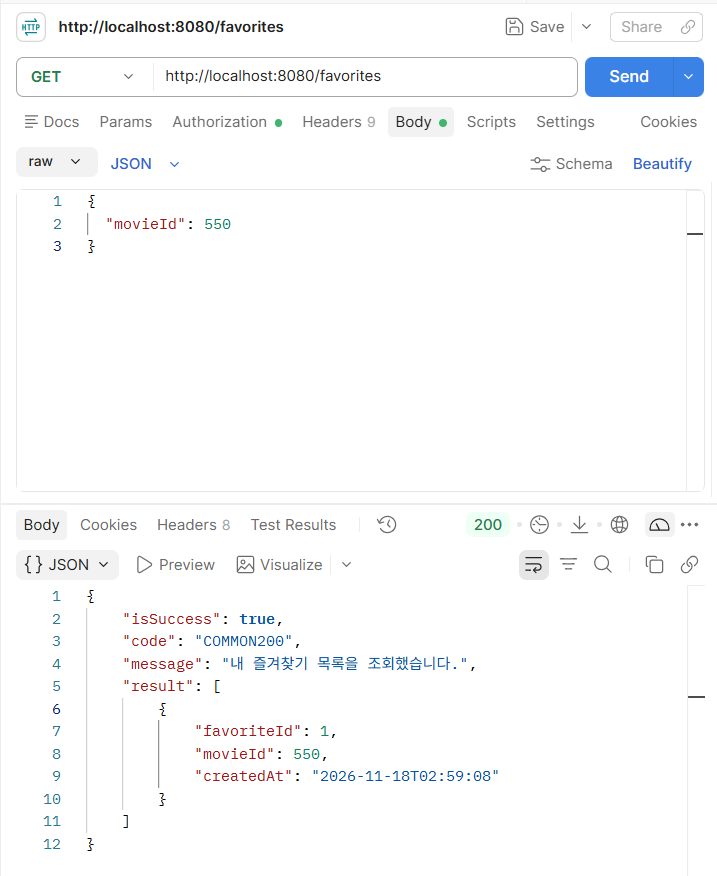 HTTP http://localhost:8080/favorites Save Share
GET http://localhost:8080/favorites Send
Docs Params Authorization Headers 9 Body Scripts Settings Cookies
raw JSON Schema Beautify
1 {
2 "movieId": 550
3 }
Body Cookies Headers 8 Test Results 200
{} JSON Preview Visualize
1 {
2 "isSuccess": true,
3 "code": "COMMON200",
4 "message": "내 즐겨찾기 목록을 조회했습니다.",
5 "result": [
6 {
7 "favoriteId": 1,
8 "movieId": 550,
9 "createdAt": "2026-11-18T02:59:08"
10 }
11 ]
12 }